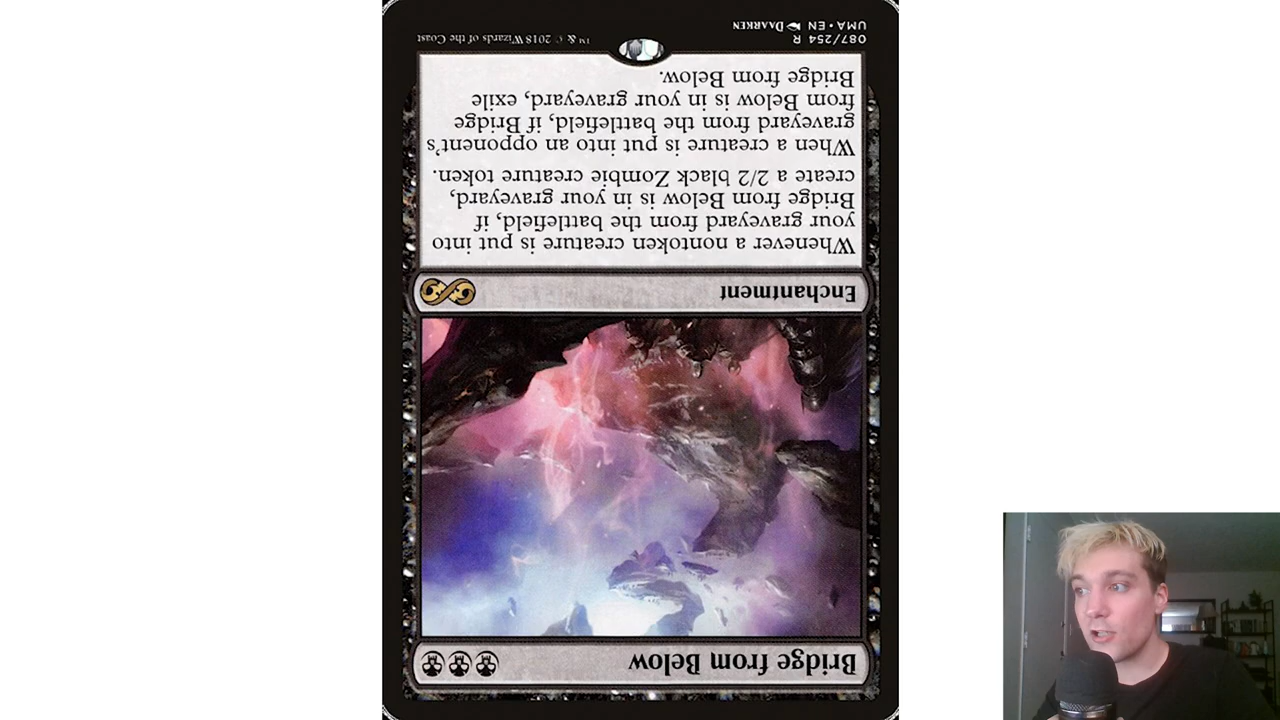 Bridge from Below
Enchantment
Whenever a nontoken creature is put into
your graveyard from the battlefield, if
Bridge from Below is in your graveyard,
create a 2/2 black Zombie creature token.
When a creature is put into an opponent's
graveyard from the battlefield, if Bridge
from Below is in your graveyard, exile
Bridge from Below.
087/254 R
UMA • EN DAARKEN
™ & © 2018 Wizards of the Coast